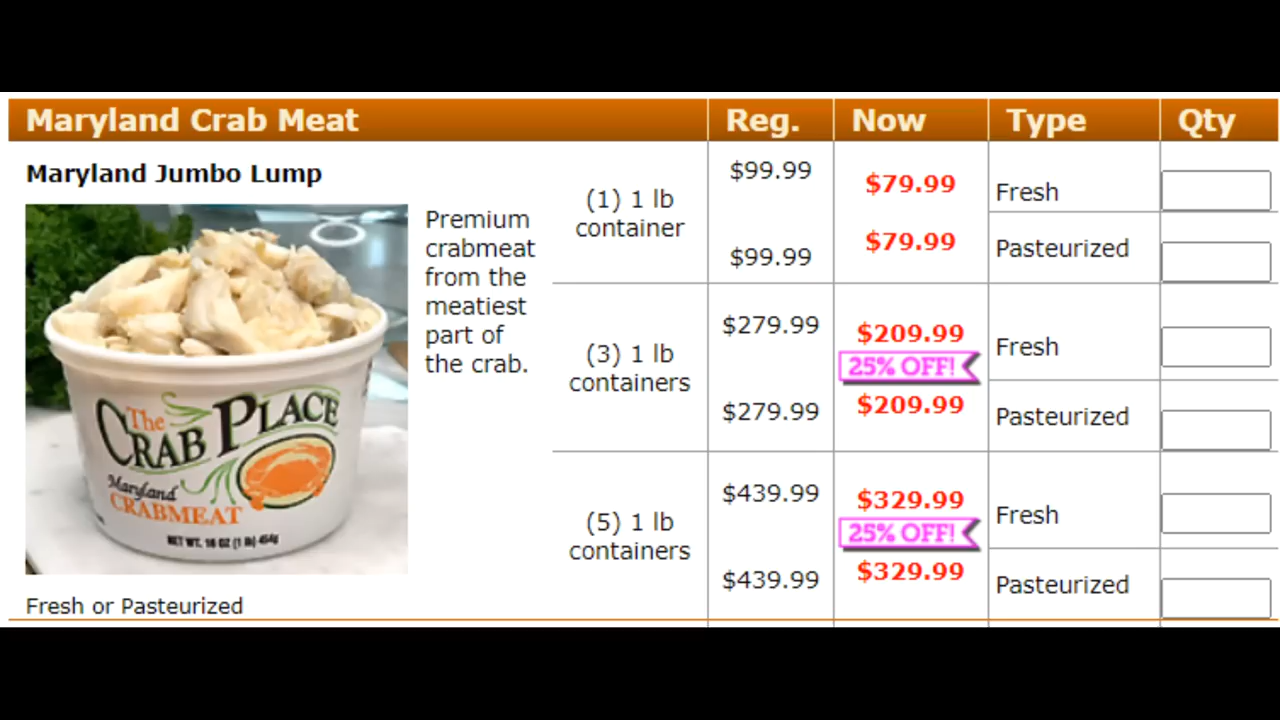 Maryland Crab Meat Reg. Now Type Qty
Maryland Jumbo Lump
Premium
crabmeat
from the
meatiest
part of
the crab.
The
CRAB PLACE
Maryland
CRABMEAT
NET WT. 16 OZ (1 lb) 454g
Fresh or Pasteurized
(1) 1 lb
container
$99.99 $79.99 Fresh
$99.99 $79.99 Pasteurized
(3) 1 lb
containers
$279.99 $209.99 Fresh
25% OFF!
$279.99 $209.99 Pasteurized
(5) 1 lb
containers
$439.99 $329.99 Fresh
25% OFF!
$439.99 $329.99 Pasteurized